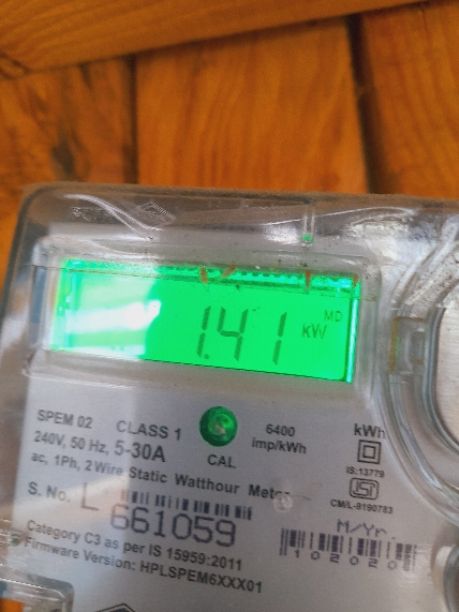 1.41 kW MD
SPEM 02 CLASS 1 6400 imp/kWh kWh
240V, 50 Hz, 5-30A CAL
ac, 1Ph, 2 Wire Static Watthour Meter
IS:13779
CM/L-8190783
S. No. L 661059
M/Yr.
102020
Category C3 as per IS 15959:2011
Firmware Version: HPLSPEM6XXX01